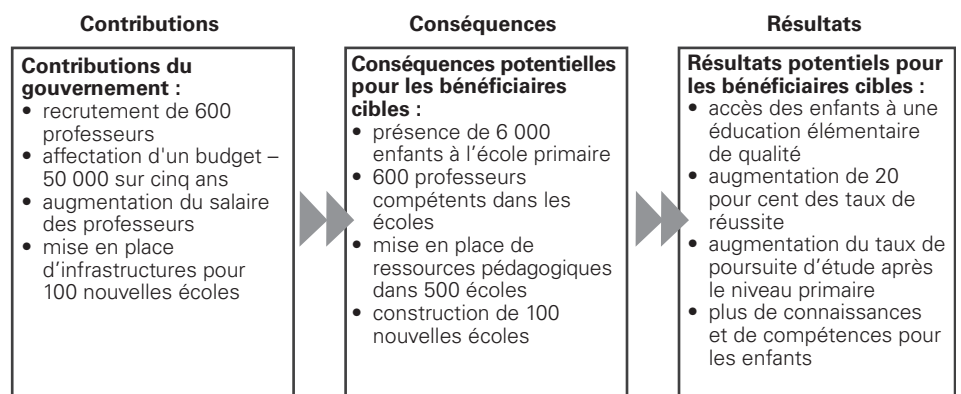 Contributions
Contributions du
gouvernement :
• recrutement de 600
professeurs
• affectation d'un budget –
50 000 sur cinq ans
• augmentation du salaire
des professeurs
• mise en place
d’infrastructures pour
100 nouvelles écoles
Conséquences
Conséquences potentielles
pour les bénéficiaires
cibles :
• présence de 6 000
enfants à l’école primaire
• 600 professeurs
compétents dans les
écoles
• mise en place de
ressources pédagogiques
dans 500 écoles
• construction de 100
nouvelles écoles
Résultats
Résultats potentiels pour
les bénéficiaires cibles :
• accès des enfants à une
éducation élémentaire
de qualité
• augmentation de 20
pour cent des taux de
réussite
• augmentation du taux de
poursuite d’étude après
le niveau primaire
• plus de connaissances
et de compétences pour
les enfants